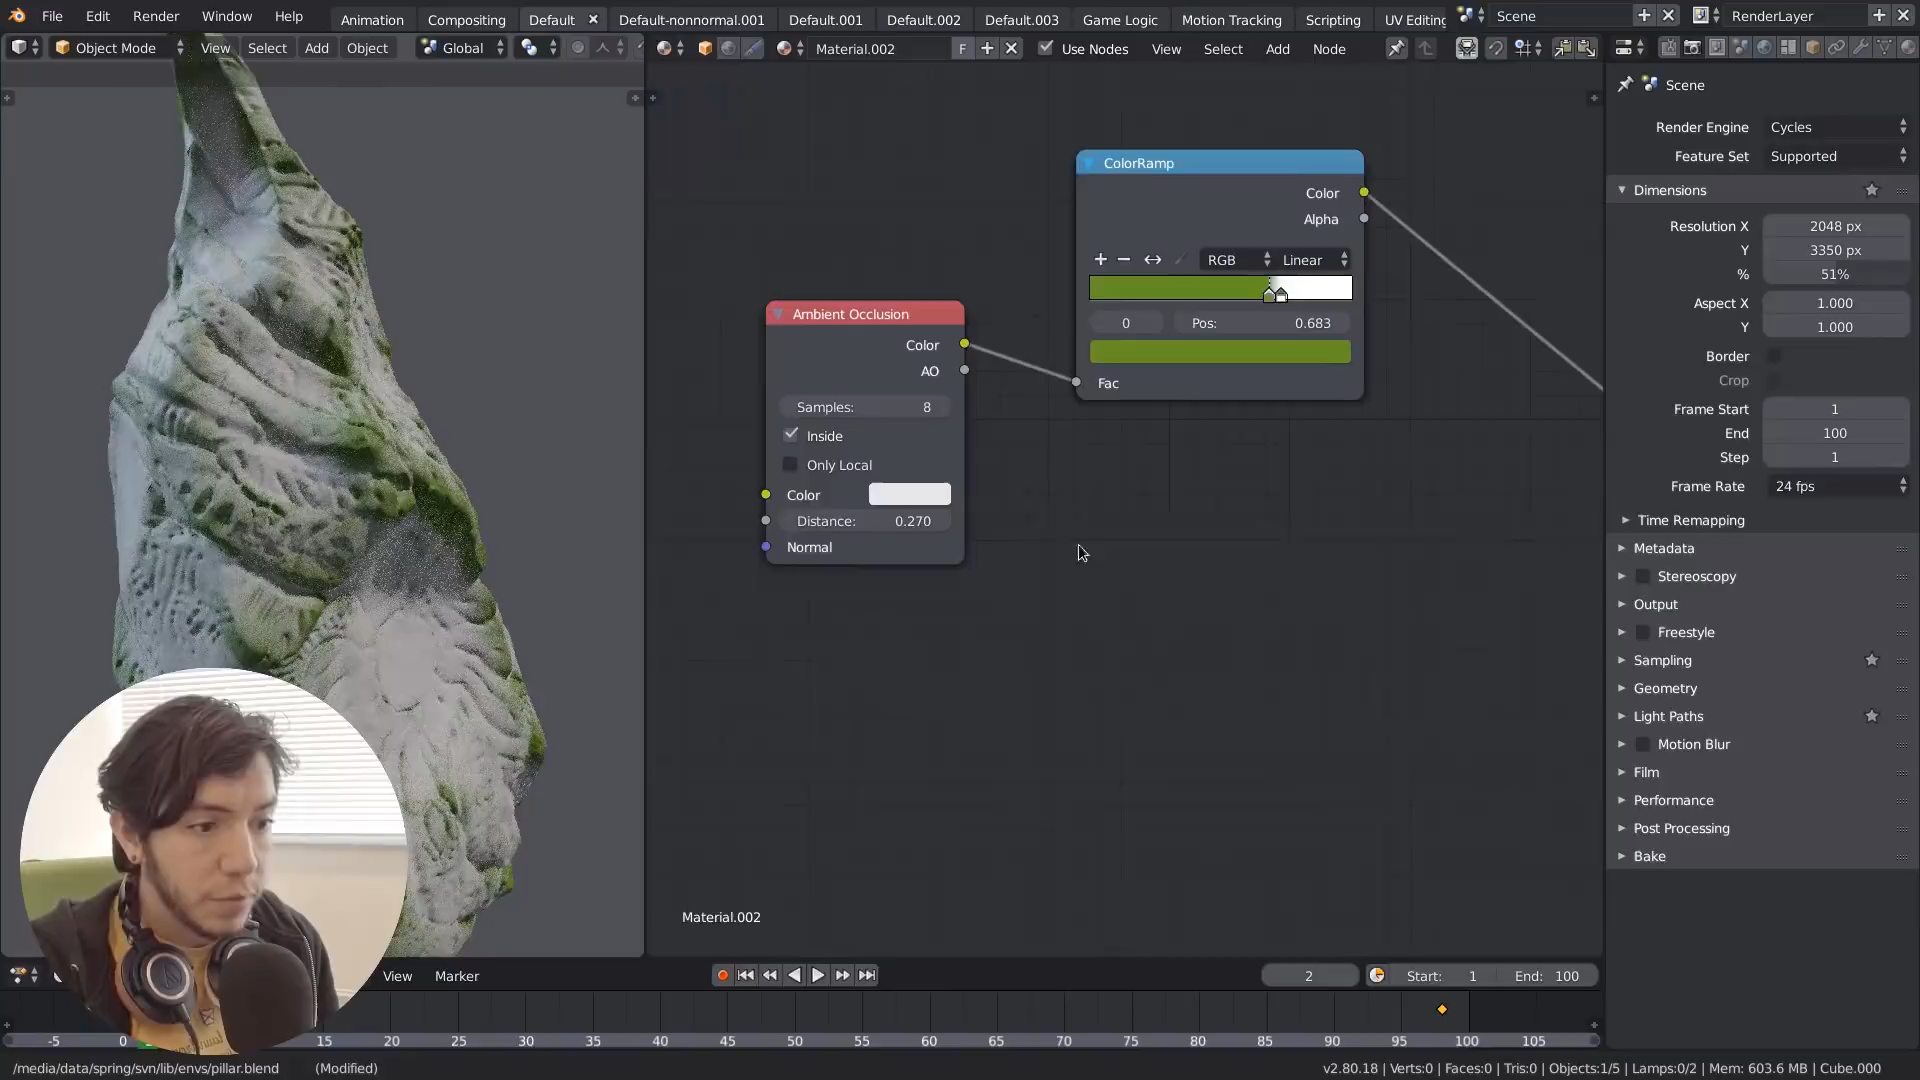 File Edit Render Window Help Animation Compositing Default Default-nonnormal.001 Default.001 Default.002 Default.003 Game Logic Motion Tracking Scripting UV Editing Scene RenderLayer
Object Mode View Select Add Object Global Material.002 F Use Nodes View Select Add Node
Scene
Render Engine Cycles
Feature Set Supported
Dimensions
Resolution X 2048 px
Y 3350 px
% 51%
Aspect X 1.000
Y 1.000
Border
Crop
Frame Start 1
End 100
Step 1
Frame Rate 24 fps
Time Remapping
Metadata
Stereoscopy
Output
Freestyle
Sampling
Geometry
Light Paths
Motion Blur
Film
Performance
Post Processing
Bake
ColorRamp
Color
Alpha
RGB Linear
0 Pos: 0.683
Fac
Ambient Occlusion
Color
AO
Samples: 8
Inside
Only Local
Color
Distance: 0.270
Normal
Material.002
View Marker 2 Start: 1 End: 100
-5 0 15 20 25 30 35 40 45 50 55 60 65 70 75 80 85 90 95 100 105
/media/data/spring/svn/lib/envs/pillar.blend (Modified) v2.80.18 | Verts:0 | Faces:0 | Tris:0 | Objects:1/5 | Lamps:0/2 | Mem: 603.6 MB | Cube.000